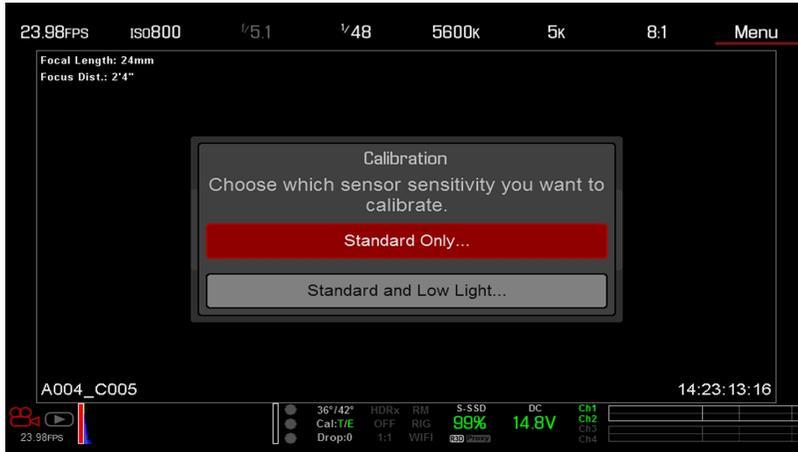 23.98FPS ISO800 f/5.1 1/48 5600K 5K 8:1 Menu
Focal Length: 24mm
Focus Dist.: 2'4"
Calibration
Choose which sensor sensitivity you want to
calibrate.
Standard Only...
Standard and Low Light...
A004_C005 14:23:13:16
36°/42° HDRx RM S-SSD DC Ch1
Cal:T/E OFF RIG 99% 14.8V Ch2
23.98FPS Drop:0 1:1 WIFI R3D Proxy Ch3
Ch4